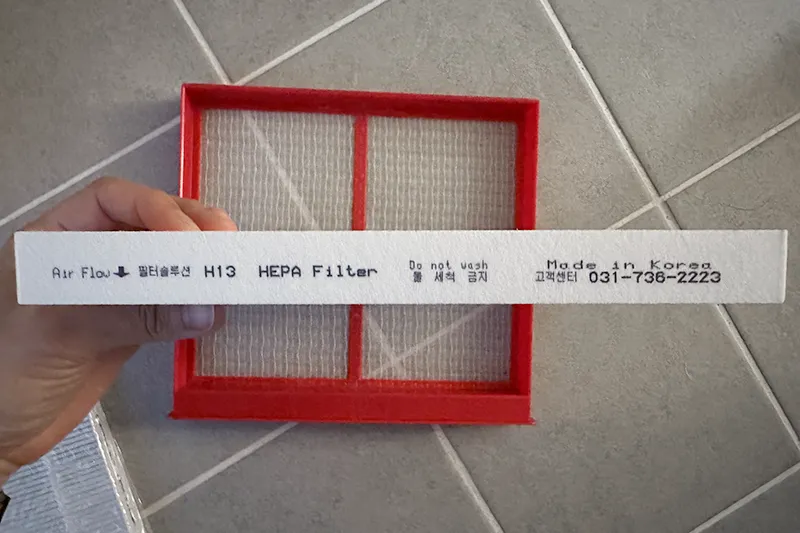 Air Flow ⬇ 필터솔루션 H13 HEPA Filter
Do not wash
물 세척 금지
Made in Korea
고객센터 031-736-2223